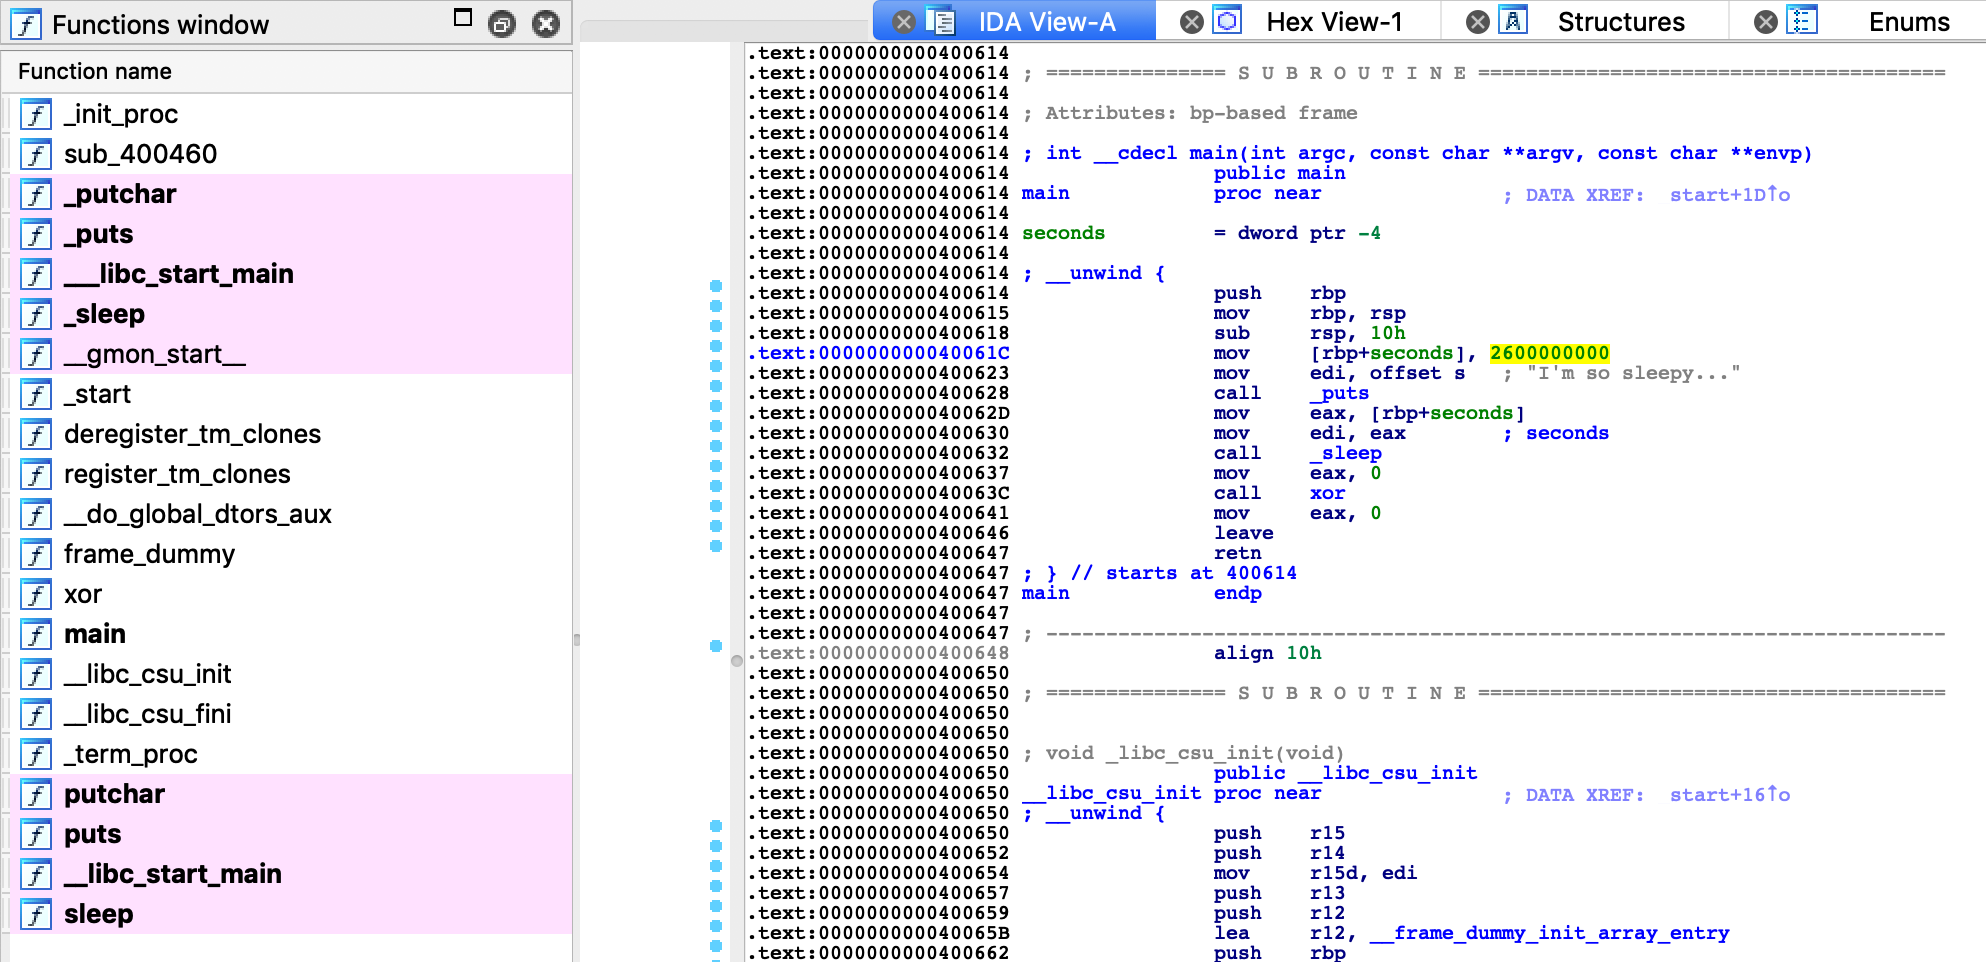 Functions window
Function name
_init_proc
sub_400460
_putchar
_puts
___libc_start_main
_sleep
__gmon_start__
_start
deregister_tm_clones
register_tm_clones
__do_global_dtors_aux
frame_dummy
xor
main
__libc_csu_init
__libc_csu_fini
_term_proc
putchar
puts
__libc_start_main
sleep
IDA View-A
Hex View-1
Structures
Enums
.text:0000000000400614
.text:0000000000400614 ; =============== S U B R O U T I N E =======================================
.text:0000000000400614
.text:0000000000400614 ; Attributes: bp-based frame
.text:0000000000400614
.text:0000000000400614 ; int __cdecl main(int argc, const char **argv, const char **envp)
.text:0000000000400614                 public main
.text:0000000000400614 main            proc near               ; DATA XREF: start+1D↑o
.text:0000000000400614
.text:0000000000400614 seconds         = dword ptr -4
.text:0000000000400614
.text:0000000000400614 ; __unwind {
.text:0000000000400614                 push    rbp
.text:0000000000400615                 mov     rbp, rsp
.text:0000000000400618                 sub     rsp, 10h
.text:000000000040061C                 mov     [rbp+seconds], 2600000000
.text:0000000000400623                 mov     edi, offset s   ; "I'm so sleepy..."
.text:0000000000400628                 call    _puts
.text:000000000040062D                 mov     eax, [rbp+seconds]
.text:0000000000400630                 mov     edi, eax        ; seconds
.text:0000000000400632                 call    _sleep
.text:0000000000400637                 mov     eax, 0
.text:000000000040063C                 call    xor
.text:0000000000400641                 mov     eax, 0
.text:0000000000400646                 leave
.text:0000000000400647                 retn
.text:0000000000400647 ; } // starts at 400614
.text:0000000000400647 main            endp
.text:0000000000400647
.text:0000000000400647 ; ---------------------------------------------------------------------------
.text:0000000000400648                 align 10h
.text:0000000000400650
.text:0000000000400650 ; =============== S U B R O U T I N E =======================================
.text:0000000000400650
.text:0000000000400650
.text:0000000000400650 ; void _libc_csu_init(void)
.text:0000000000400650                 public __libc_csu_init
.text:0000000000400650 __libc_csu_init proc near               ; DATA XREF: start+16↑o
.text:0000000000400650 ; __unwind {
.text:0000000000400650                 push    r15
.text:0000000000400652                 push    r14
.text:0000000000400654                 mov     r15d, edi
.text:0000000000400657                 push    r13
.text:0000000000400659                 push    r12
.text:000000000040065B                 lea     r12, __frame_dummy_init_array_entry
.text:0000000000400662                 push    rbp